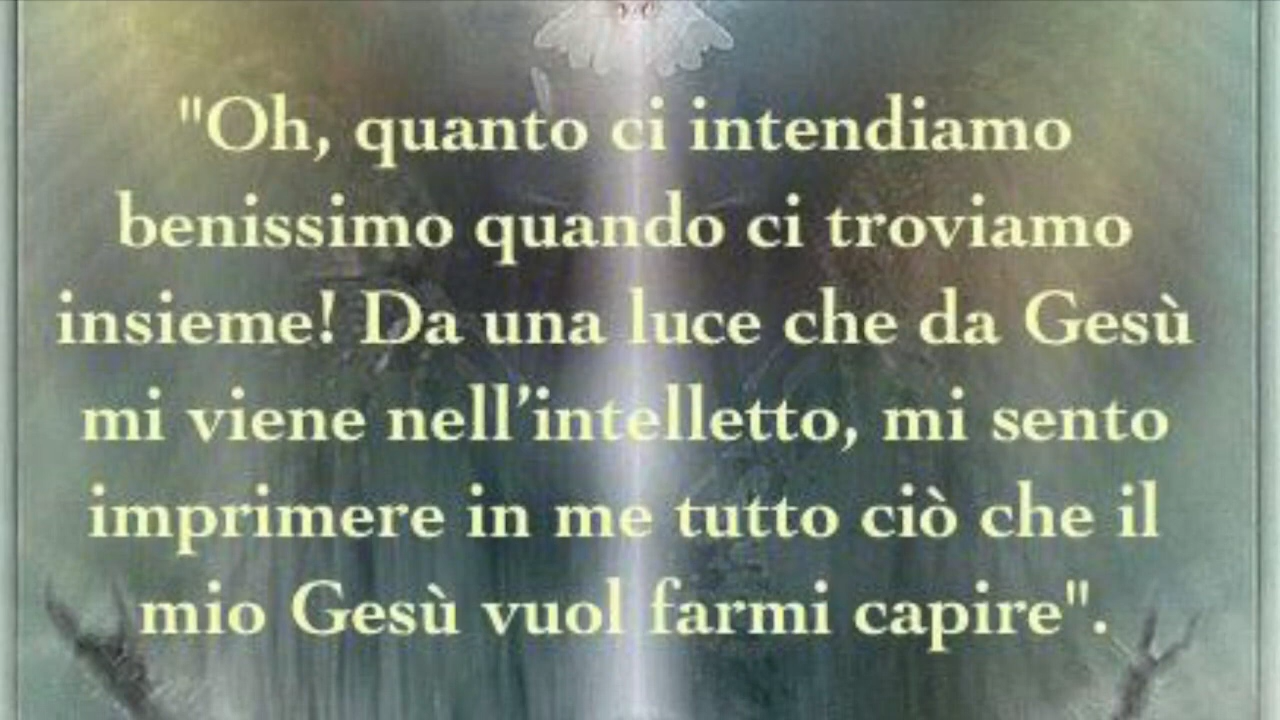 "Oh, quanto ci intendiamo
benissimo quando ci troviamo
insieme! Da una luce che da Gesù
mi viene nell’intelletto, mi sento
imprimere in me tutto ciò che il
mio Gesù vuol farmi capire".